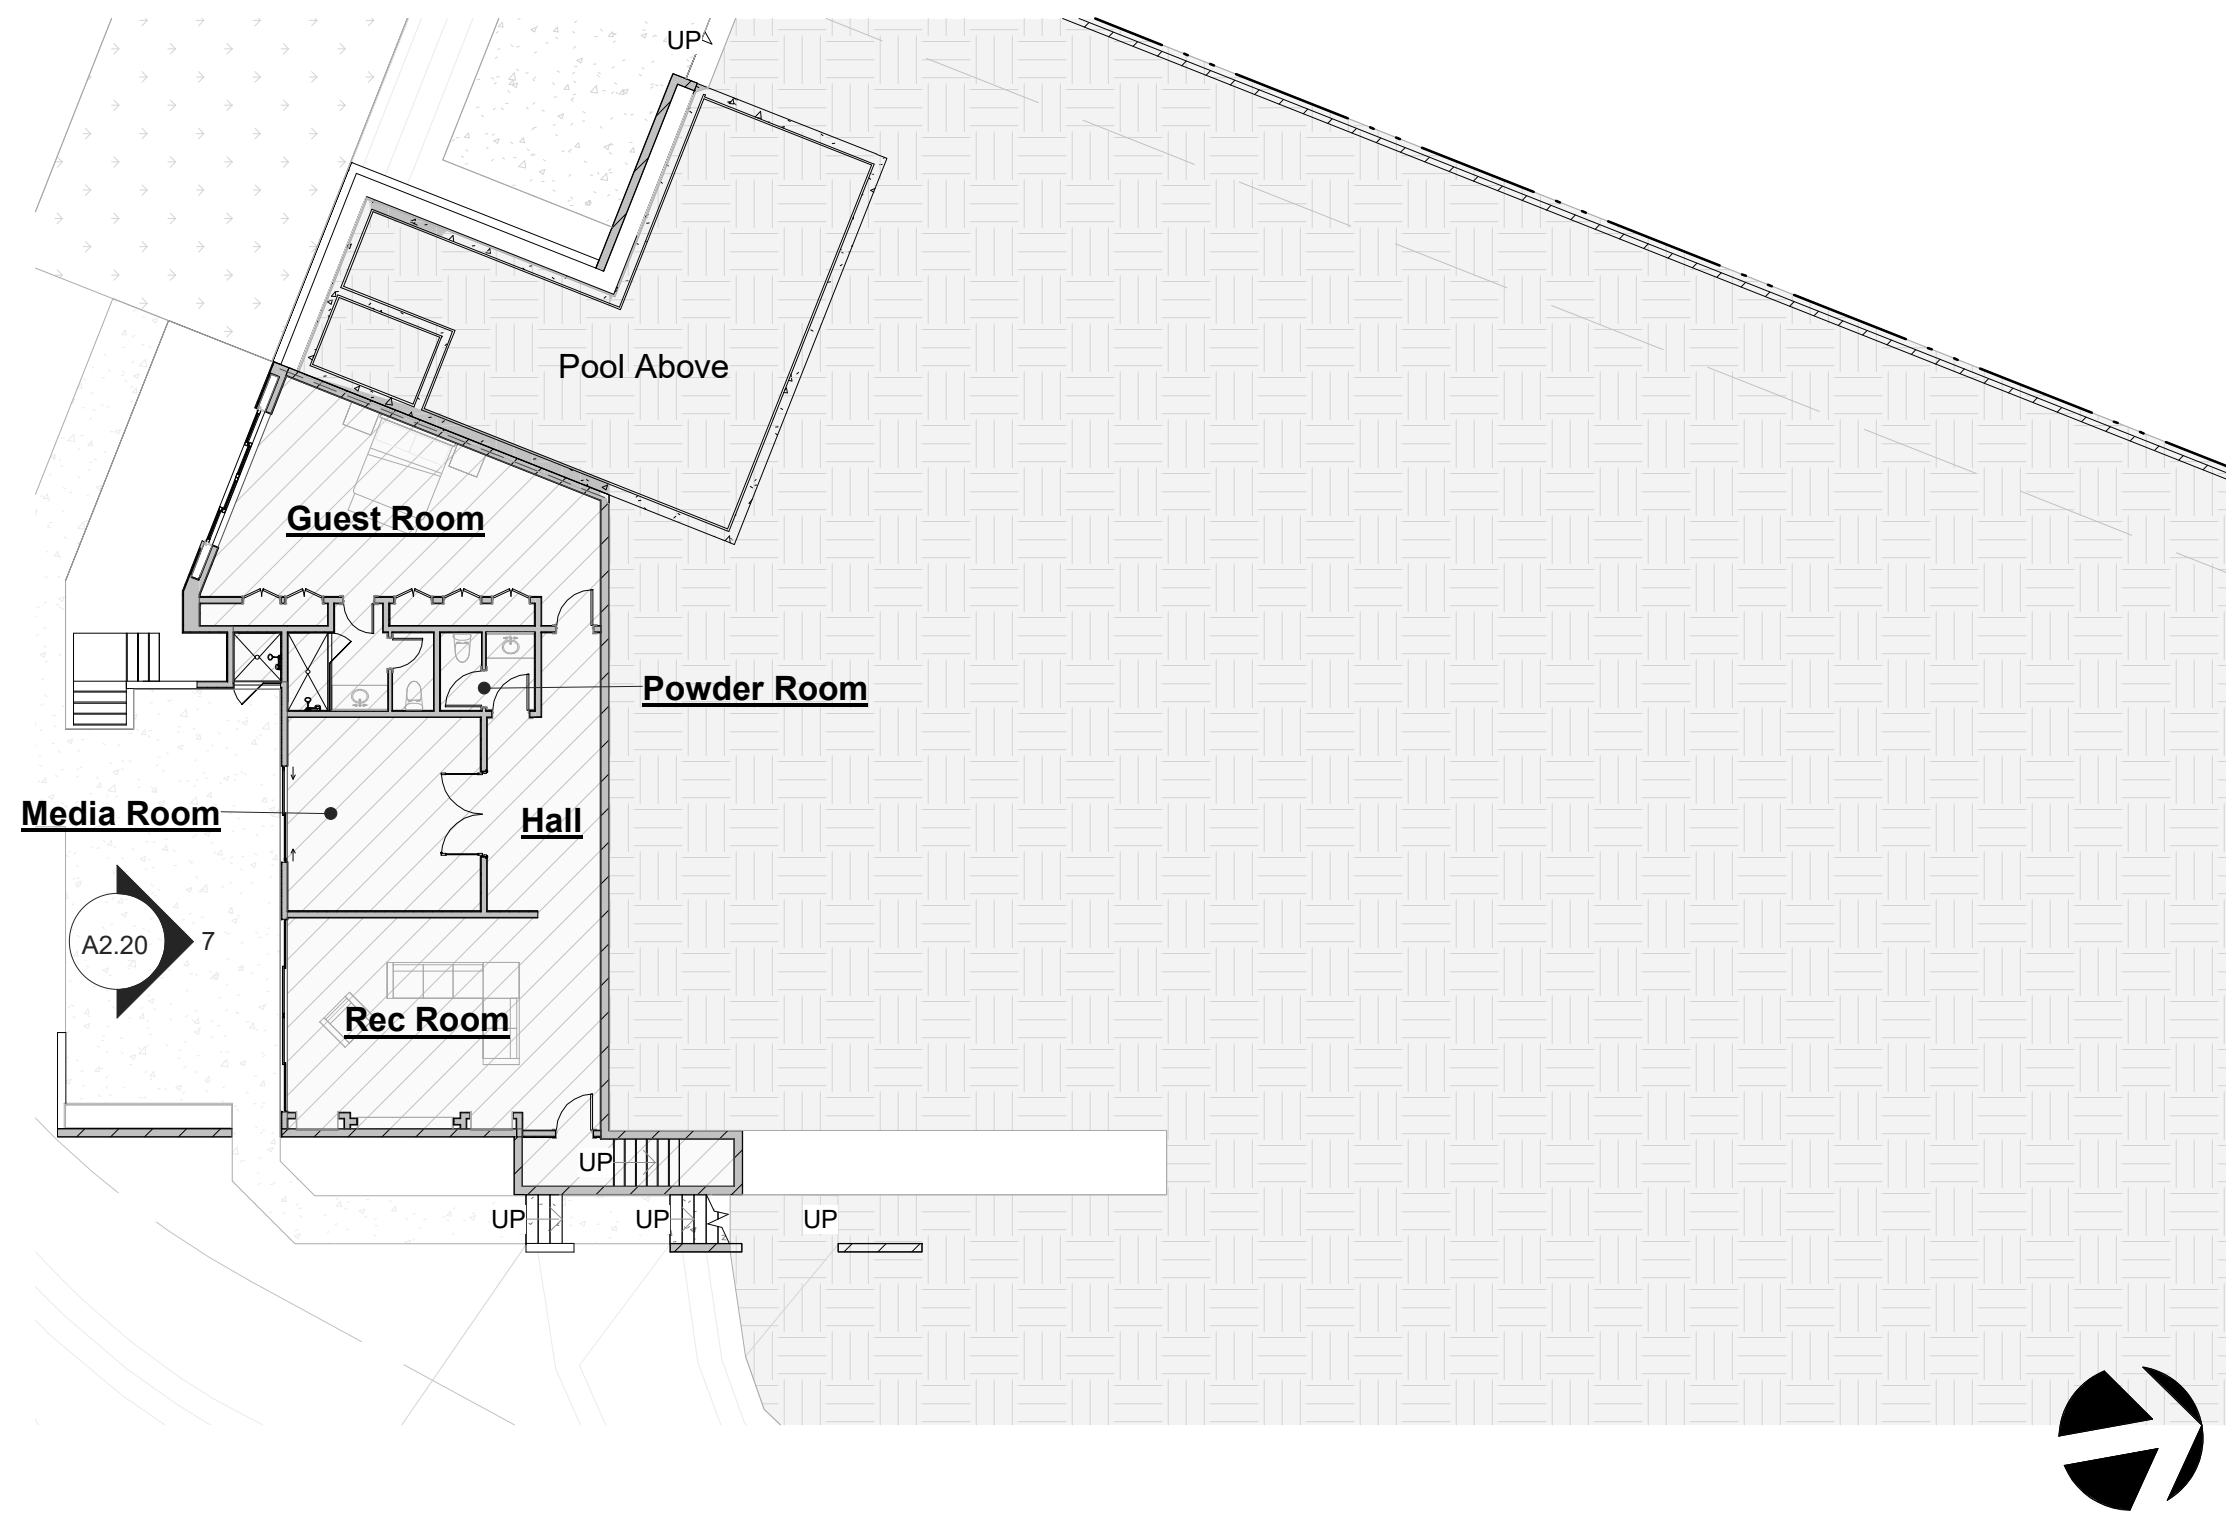 UP
Pool Above
Guest Room
Powder Room
Media Room
Hall
A2.20
7
Rec Room
UP
UP
UP
UP